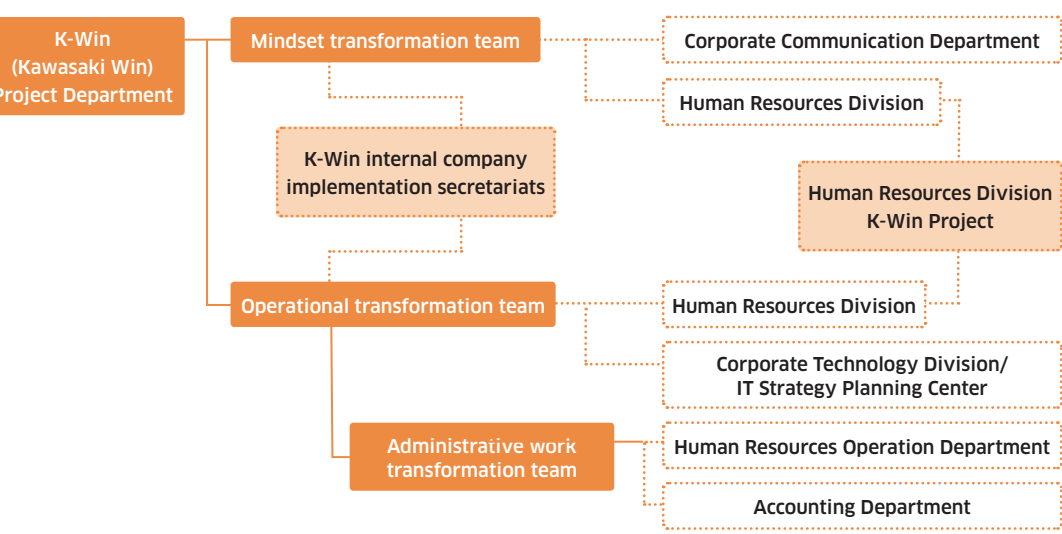 K-Win
(Kawasaki Win)
Project Department
Mindset transformation team
Corporate Communication Department
Human Resources Division
K-Win internal company
implementation secretariats
Human Resources Division
K-Win Project
Operational transformation team
Human Resources Division
Corporate Technology Division/
IT Strategy Planning Center
Administrative work
transformation team
Human Resources Operation Department
Accounting Department